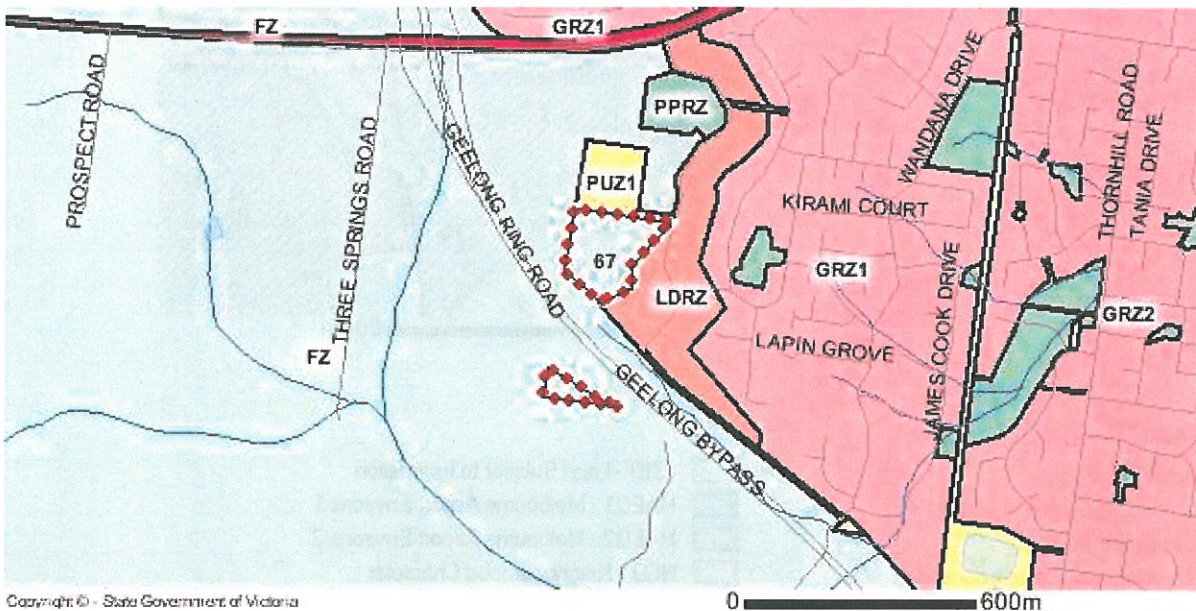 FZ
GRZ1
PROSPECT ROAD
THREE SPRINGS ROAD
GEELONG RING ROAD
PPRZ
PUZ1
67
LDRZ
WANDANA DRIVE
KIRAMI COURT
THORNHILL ROAD
TANIA DRIVE
GRZ1
JAMES COOK DRIVE
GRZ2
LAPIN GROVE
FZ
GEELONG BYPASS
Copyright © - State Government of Victoria
0
600m